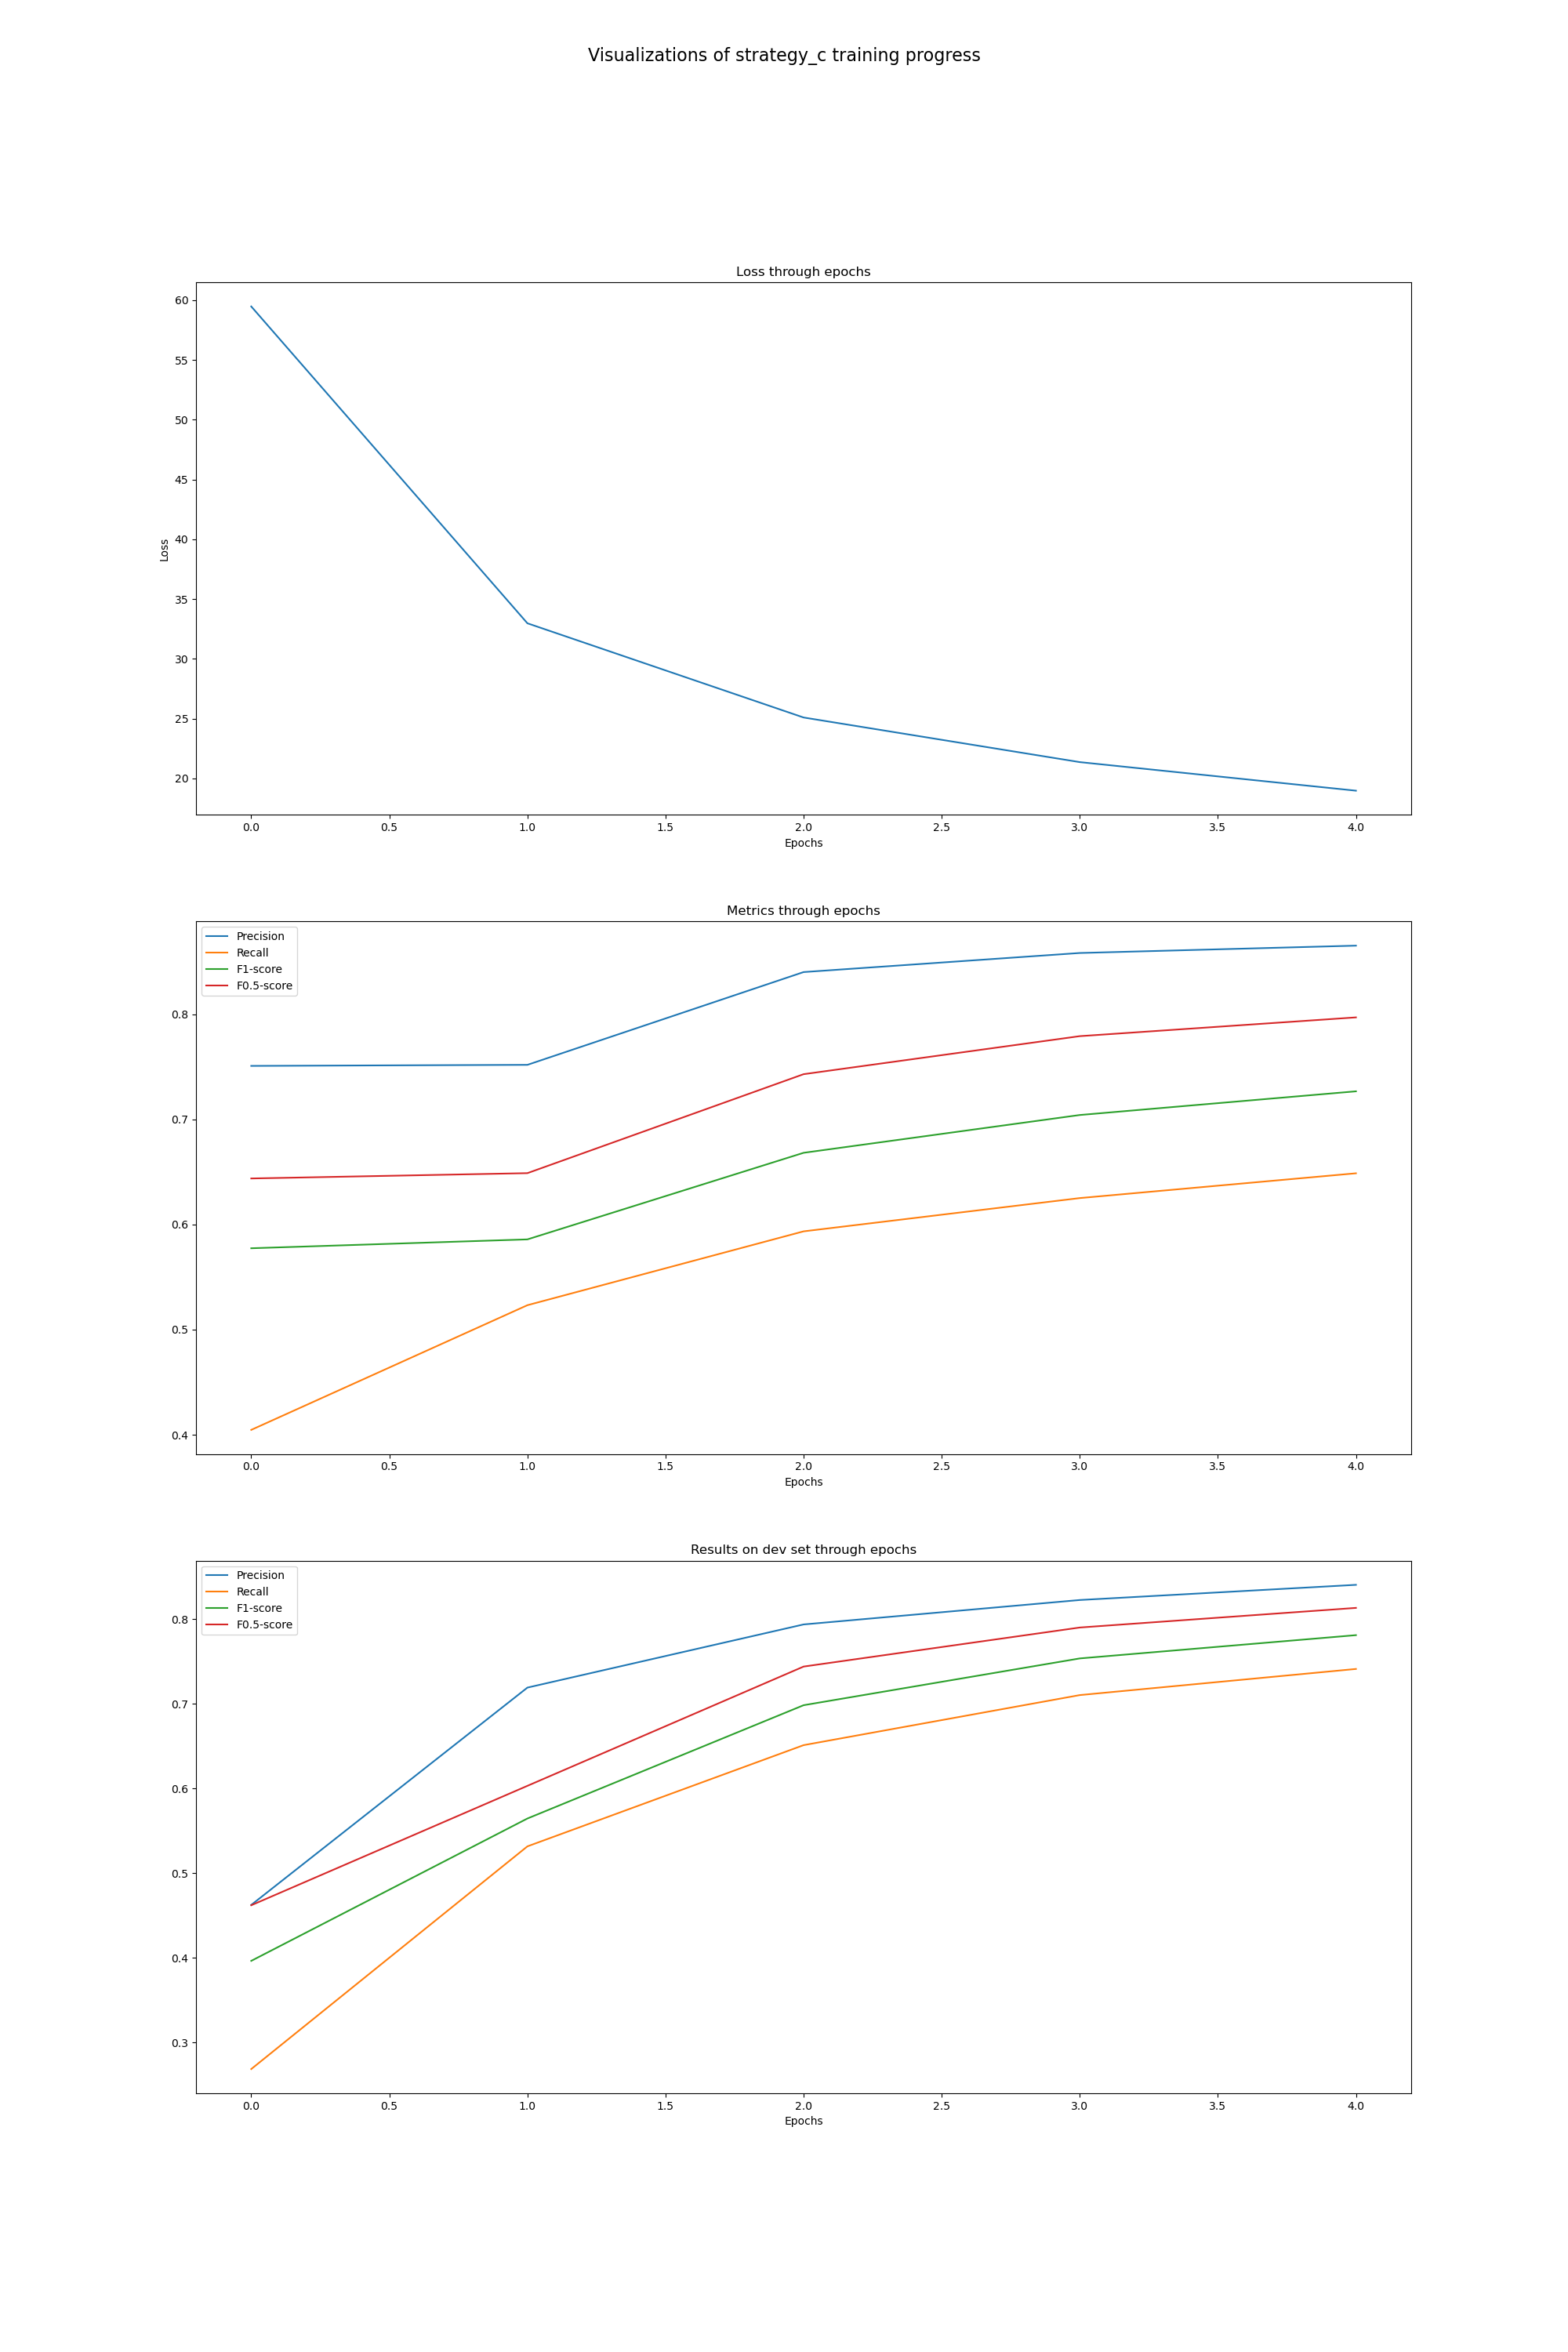 Visualizations of strategy_c training progress
Loss through epochs
60
55
50
45
40
35
30
25
20
Loss
0.0 0.5 1.0 1.5 2.0 2.5 3.0 3.5 4.0
Epochs
Metrics through epochs
Precision
Recall
F1-score
F0.5-score
0.8
0.7
0.6
0.5
0.4
0.0 0.5 1.0 1.5 2.0 2.5 3.0 3.5 4.0
Epochs
Results on dev set through epochs
Precision
Recall
F1-score
F0.5-score
0.8
0.7
0.6
0.5
0.4
0.3
0.0 0.5 1.0 1.5 2.0 2.5 3.0 3.5 4.0
Epochs